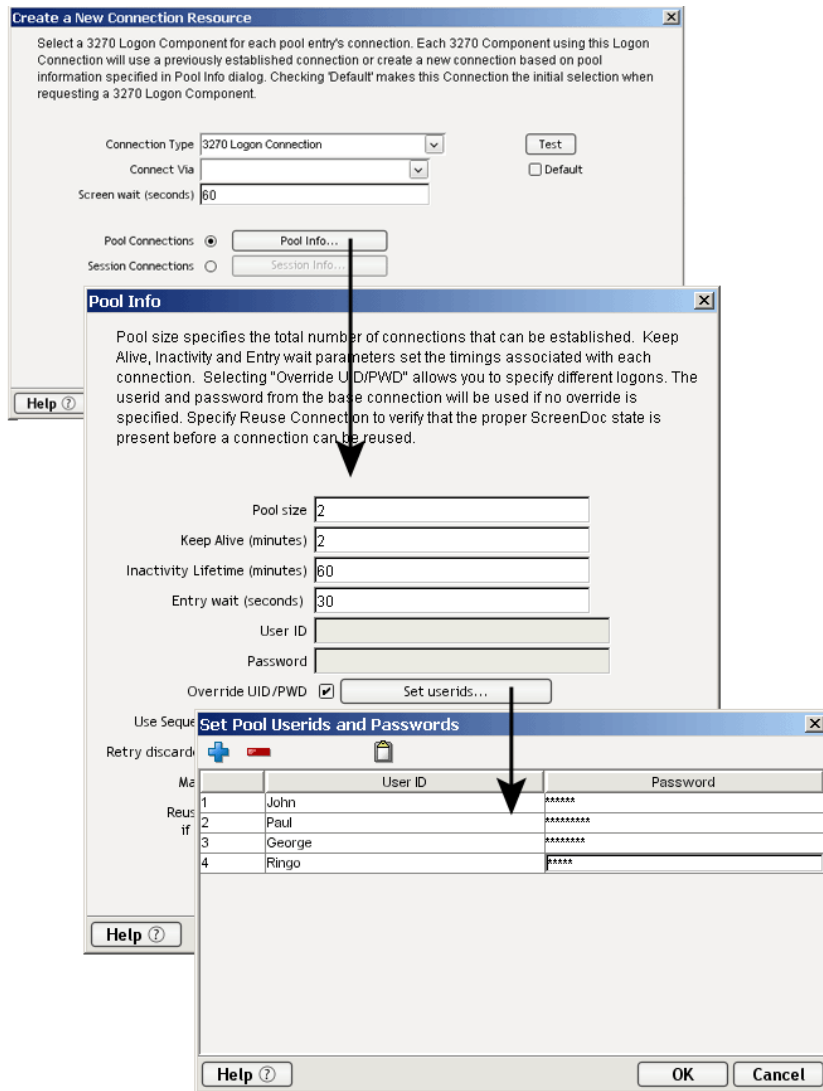 Create a New Connection Resource
Select a 3270 Logon Component for each pool entry's connection. Each 3270 Component using this Logon
Connection will use a previously established connection or create a new connection based on pool
information specified in Pool Info dialog. Checking 'Default' makes this Connection the initial selection when
requesting a 3270 Logon Component.
Connection Type 3270 Logon Connection Test
Connect Via Default
Screen wait (seconds) 60
Pool Connections Pool Info...
Session Connections Session Info...
Help ?
Pool Info
Pool size specifies the total number of connections that can be established. Keep
Alive, Inactivity and Entry wait parameters set the timings associated with each
connection. Selecting "Override UID/PWD" allows you to specify different logons. The
userid and password from the base connection will be used if no override is
specified. Specify Reuse Connection to verify that the proper ScreenDoc state is
present before a connection can be reused.
Pool size 2
Keep Alive (minutes) 2
Inactivity Lifetime (minutes) 60
Entry wait (seconds) 30
User ID
Password
Override UID/PWD Set userids...
Use Seque
Retry discard
Ma
Reus
if
Help ?
Set Pool Userids and Passwords
User ID Password
1 John ******
2 Paul *********
3 George ********
4 Ringo *****
Help ?
OK Cancel